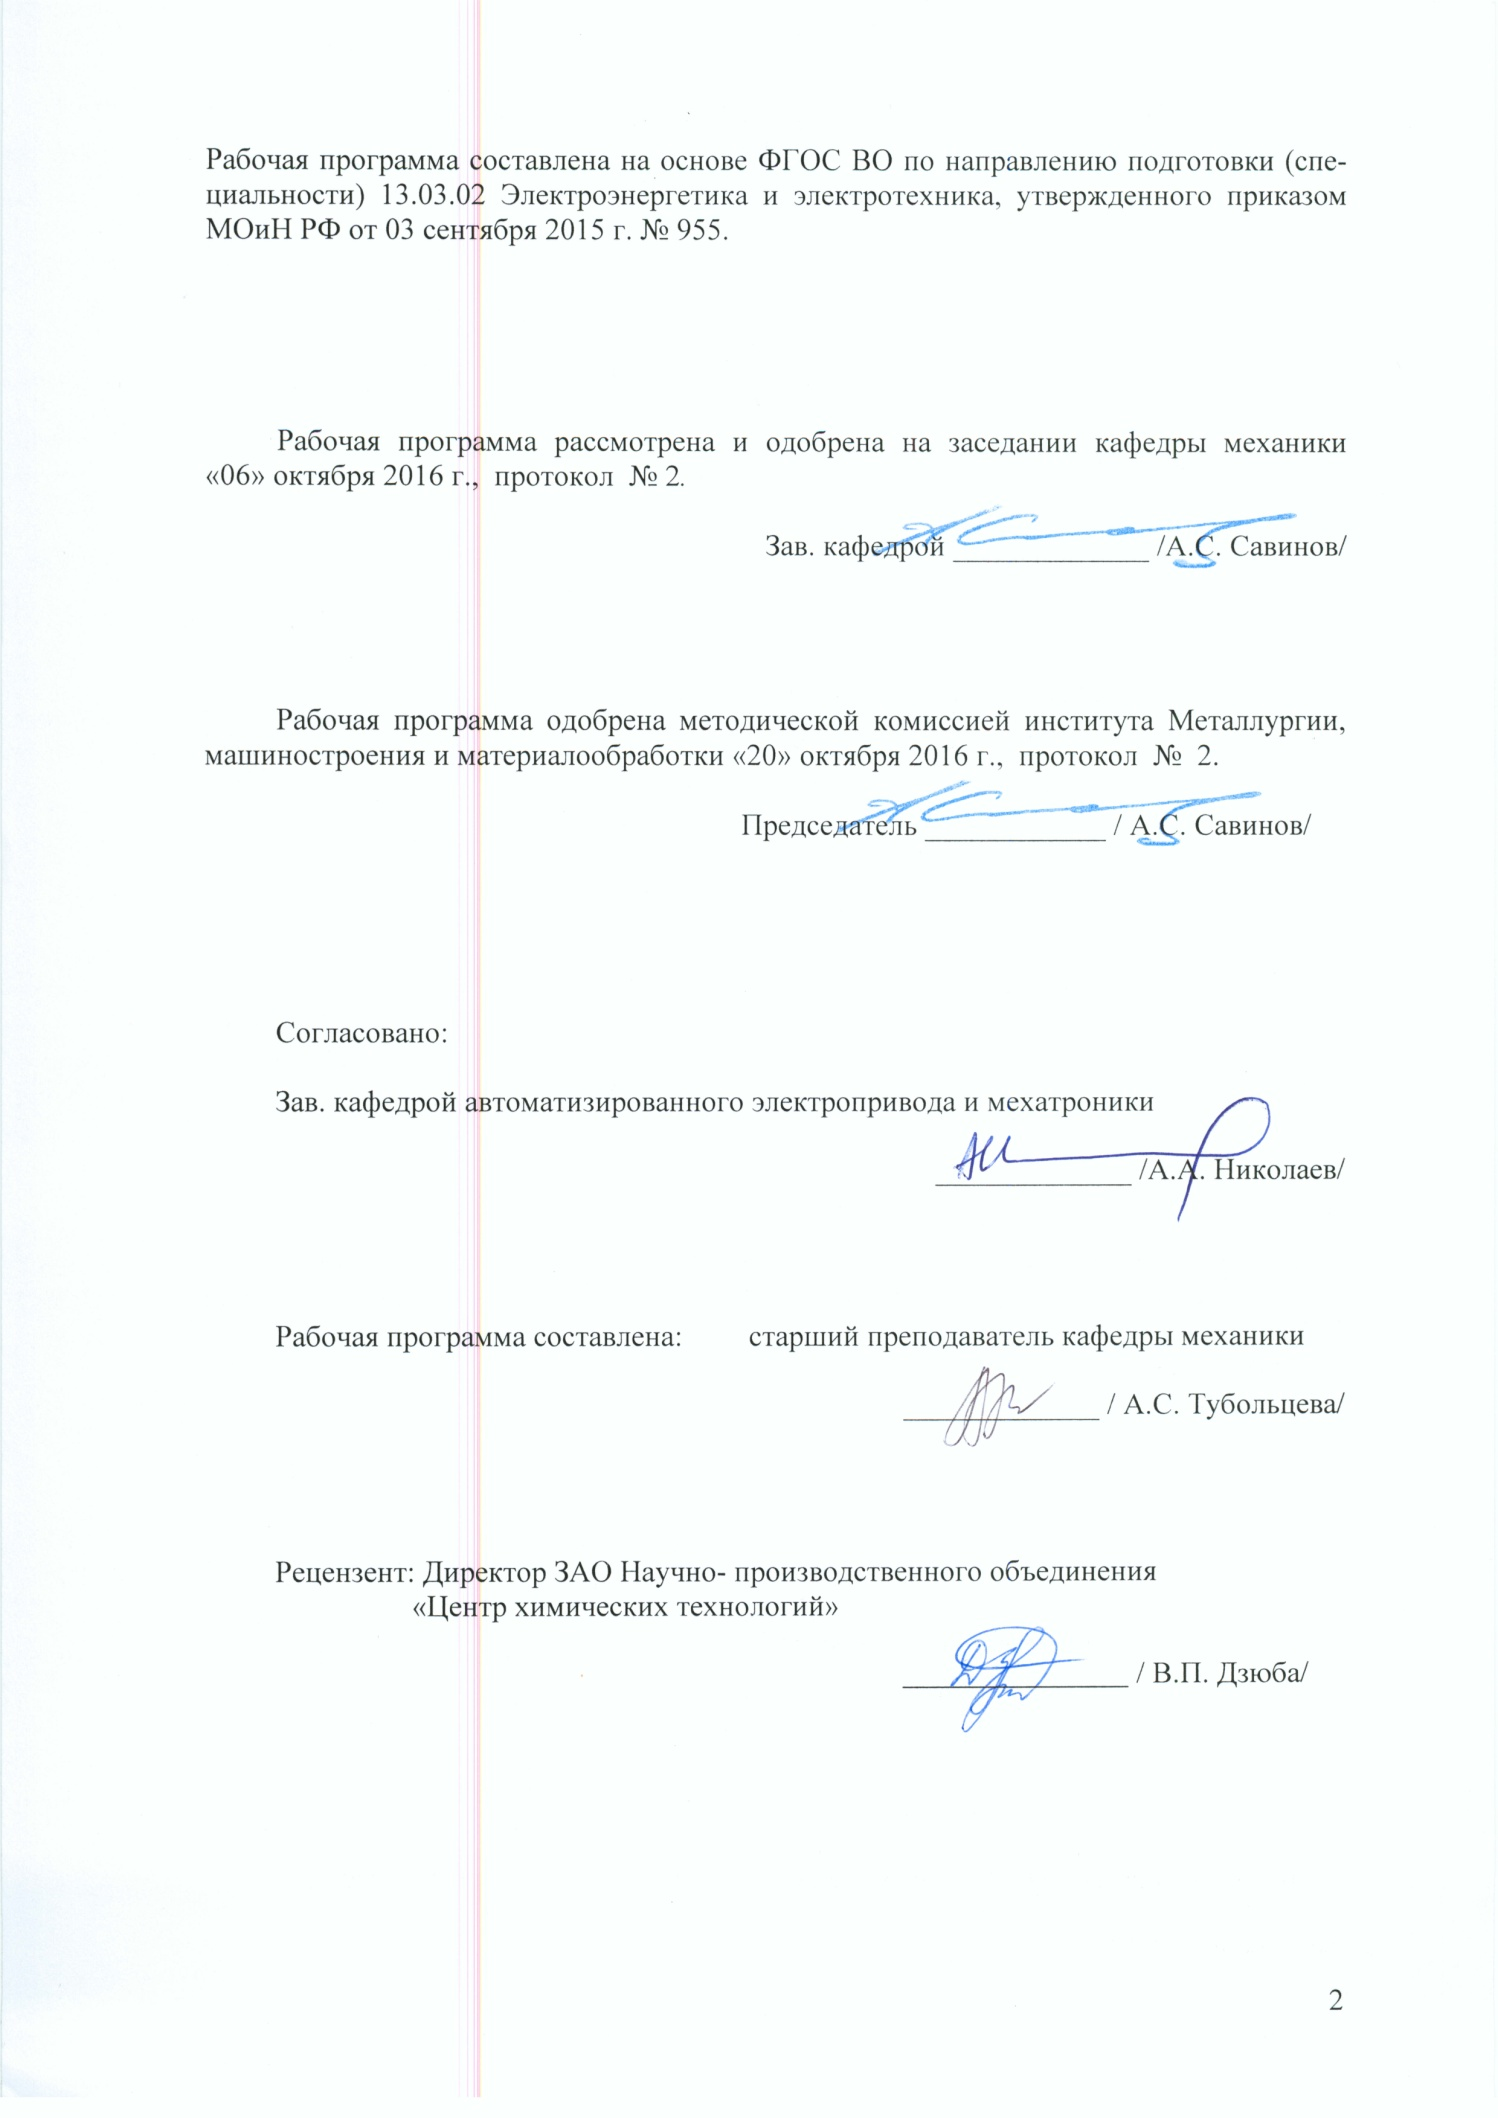 Рабочая программа составлена на основе ФГОС ВО по направлению подготовки (спе-
циальности) 13.03.02 Электроэнергетика и электротехника, утвержденного приказом
МОиН РФ от 03 сентября 2015 г. № 955.
Рабочая программа рассмотрена и одобрена на заседании кафедры механики
«06» октября 2016 г., протокол № 2.
Зав. кафедрой ______________ /А.С. Савинов/
Рабочая программа одобрена методической комиссией института Металлургии,
машиностроения и материалообработки «20» октября 2016 г., протокол № 2.
Председатель _____________ / А.С. Савинов/
Согласовано:
Зав. кафедрой автоматизированного электропривода и мехатроники
______________ /А.А. Николаев/
Рабочая программа составлена: старший преподаватель кафедры механики
______________ / А.С. Тубольцева/
Рецензент: Директор ЗАО Научно- производственного объединения
«Центр химических технологий»
________________ / В.П. Дзюба/
2